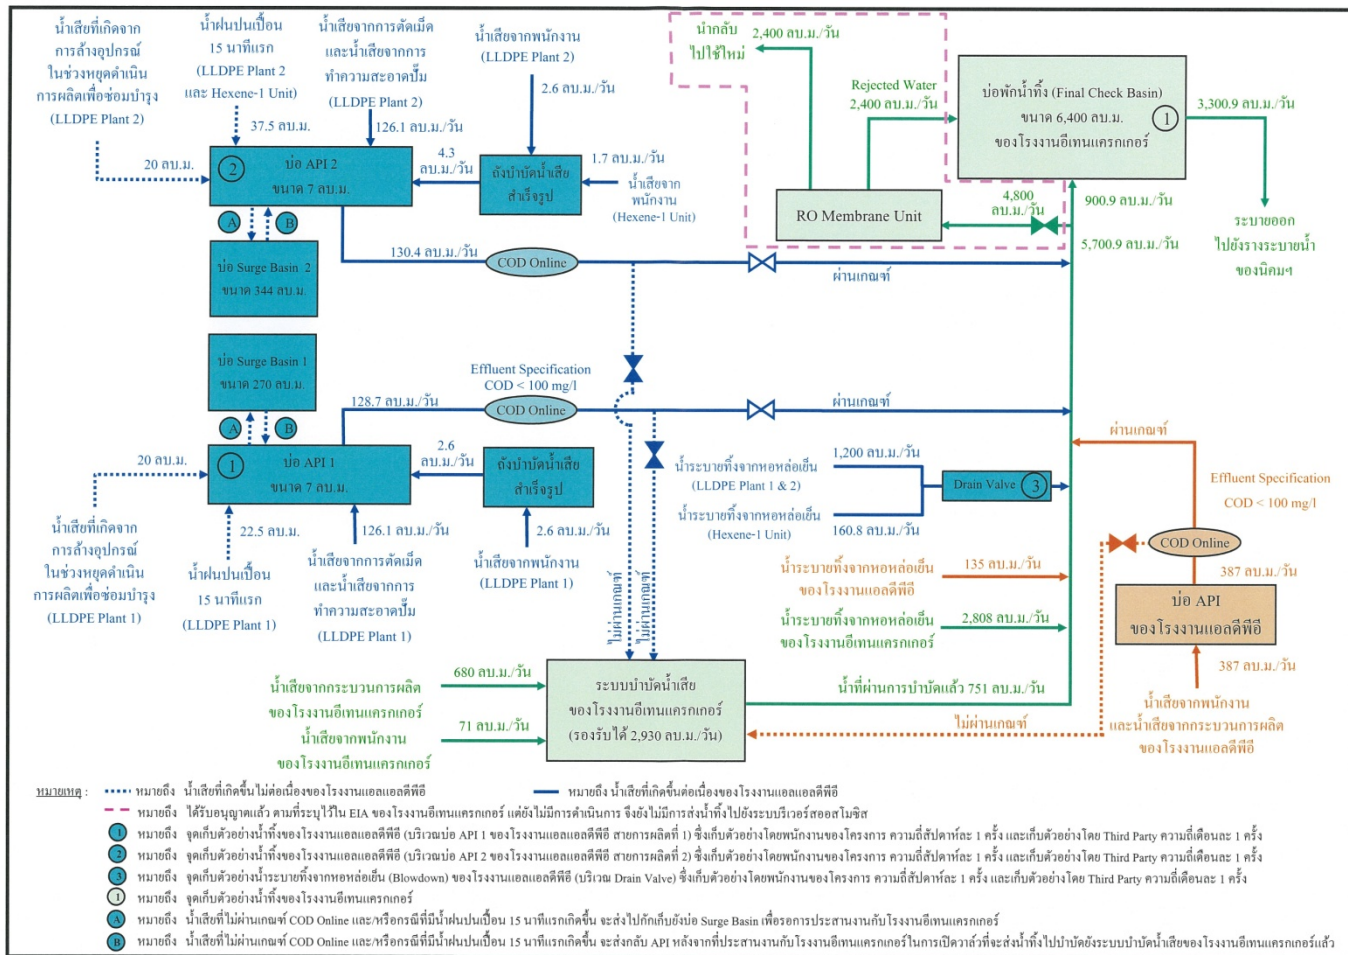 น้ำเสียที่เกิดจาก
การล้างอุปกรณ์
ในช่วงหยุดดำเนิน
การผลิตเพื่อซ่อมบำรุง
(LLDPE Plant 2)
น้ำฝนปนเปื้อน
15 นาทีแรก
(LLDPE Plant 2
และ Hexene-1 Unit)
น้ำเสียจากการตัดเม็ด
และน้ำเสียจากการ
ทำความสะอาดปั๊ม
(LLDPE Plant 2)
น้ำเสียจากพนักงาน
(LLDPE Plant 2)
2.6 ลบ.ม./วัน
37.5 ลบ.ม.
126.1 ลบ.ม./วัน
20 ลบ.ม.
2
บ่อ API 2
ขนาด 7 ลบ.ม.
4.3
ลบ.ม./วัน
ถังบำบัดน้ำเสีย
สำเร็จรูป
1.7 ลบ.ม./วัน
น้ำเสียจาก
พนักงาน
(Hexene-1 Unit)
A
B
บ่อ Surge Basin 2
ขนาด 344 ลบ.ม.
130.4 ลบ.ม./วัน
COD Online
ผ่านเกณฑ์
นำกลับ
ไปใช้ใหม่
2,400 ลบ.ม./วัน
Rejected Water
2,400 ลบ.ม./วัน
บ่อพักน้ำทิ้ง (Final Check Basin)
ขนาด 6,400 ลบ.ม.
ของโรงงานอีเทนแครกเกอร์
1
3,300.9 ลบ.ม./วัน
RO Membrane Unit
4,800
ลบ.ม./วัน
900.9 ลบ.ม./วัน
5,700.9 ลบ.ม./วัน
ระบายออก
ไปยังรางระบายน้ำ
ของนิคมฯ
บ่อ Surge Basin 1
ขนาด 270 ลบ.ม.
A
B
128.7 ลบ.ม./วัน
Effluent Specification
COD < 100 mg/l
COD Online
ผ่านเกณฑ์
20 ลบ.ม.
1
บ่อ API 1
ขนาด 7 ลบ.ม.
2.6
ลบ.ม./วัน
ถังบำบัดน้ำเสีย
สำเร็จรูป
22.5 ลบ.ม.
126.1 ลบ.ม./วัน
2.6 ลบ.ม./วัน
น้ำเสียที่เกิดจาก
การล้างอุปกรณ์
ในช่วงหยุดดำเนิน
การผลิตเพื่อซ่อมบำรุง
(LLDPE Plant 1)
น้ำฝนปนเปื้อน
15 นาทีแรก
(LLDPE Plant 1)
น้ำเสียจากการตัดเม็ด
และน้ำเสียจากการ
ทำความสะอาดปั๊ม
(LLDPE Plant 1)
น้ำเสียจากพนักงาน
(LLDPE Plant 1)
ไม่ผ่านเกณฑ์
ไม่ผ่านเกณฑ์
น้ำระบายทิ้งจากหอหล่อเย็น
(LLDPE Plant 1 & 2)
1,200 ลบ.ม./วัน
Drain Valve
3
น้ำระบายทิ้งจากหอหล่อเย็น
(Hexene-1 Unit)
160.8 ลบ.ม./วัน
น้ำระบายทิ้งจากหอหล่อเย็น
ของโรงงานแอลดีพีอี
135 ลบ.ม./วัน
น้ำระบายทิ้งจากหอหล่อเย็น
ของโรงงานอีเทนแครกเกอร์
2,808 ลบ.ม./วัน
ผ่านเกณฑ์
Effluent Specification
COD < 100 mg/l
COD Online
387 ลบ.ม./วัน
บ่อ API
ของโรงงานแอลดีพีอี
387 ลบ.ม./วัน
น้ำเสียจากพนักงาน
และน้ำเสียจากกระบวนการผลิต
ของโรงงานแอลดีพีอี
น้ำเสียจากกระบวนการผลิต
ของโรงงานอีเทนแครกเกอร์
680 ลบ.ม./วัน
น้ำเสียจากพนักงาน
ของโรงงานอีเทนแครกเกอร์
71 ลบ.ม./วัน
ระบบบำบัดน้ำเสีย
ของโรงงานอีเทนแครกเกอร์
(รองรับได้ 2,930 ลบ.ม./วัน)
น้ำที่ผ่านการบำบัดแล้ว 751 ลบ.ม./วัน
ไม่ผ่านเกณฑ์
หมายเหตุ : หมายถึง น้ำเสียที่เกิดขึ้นไม่ต่อเนื่องของโรงงานแอลแอลดีพีอี หมายถึง น้ำเสียที่เกิดขึ้นต่อเนื่องของโรงงานแอลแอลดีพีอี
หมายถึง ได้รับอนุญาตแล้ว ตามที่ระบุไว้ใน EIA ของโรงงานอีเทนแครกเกอร์ แต่ยังไม่มีการดำเนินการ จึงยังไม่มีการส่งน้ำทิ้งไปยังระบบรีเวอร์สออสโมซิส
1 หมายถึง จุดเก็บตัวอย่างน้ำทิ้งของโรงงานแอลแอลดีพีอี (บริเวณบ่อ API 1 ของโรงงานแอลแอลดีพีอี สายการผลิตที่ 1) ซึ่งเก็บตัวอย่างโดยพนักงานของโครงการ ความถี่สัปดาห์ละ 1 ครั้ง และเก็บตัวอย่างโดย Third Party ความถี่เดือนละ 1 ครั้ง
2 หมายถึง จุดเก็บตัวอย่างน้ำทิ้งของโรงงานแอลแอลดีพีอี (บริเวณบ่อ API 2 ของโรงงานแอลแอลดีพีอี สายการผลิตที่ 2) ซึ่งเก็บตัวอย่างโดยพนักงานของโครงการ ความถี่สัปดาห์ละ 1 ครั้ง และเก็บตัวอย่างโดย Third Party ความถี่เดือนละ 1 ครั้ง
3 หมายถึง จุดเก็บตัวอย่างน้ำระบายทิ้งจากหอหล่อเย็น (Blowdown) ของโรงงานแอลแอลดีพีอี (บริเวณ Drain Valve) ซึ่งเก็บตัวอย่างโดยพนักงานของโครงการ ความถี่สัปดาห์ละ 1 ครั้ง และเก็บตัวอย่างโดย Third Party ความถี่เดือนละ 1 ครั้ง
1 หมายถึง จุดเก็บตัวอย่างน้ำทิ้งของโรงงานอีเทนแครกเกอร์
A หมายถึง น้ำเสียที่ไม่ผ่านเกณฑ์ COD Online และ/หรือกรณีที่มีน้ำฝนปนเปื้อน 15 นาทีแรกเกิดขึ้น จะส่งไปกักเก็บยังบ่อ Surge Basin เพื่อรอการประสานงานกับโรงงานอีเทนแครกเกอร์
B หมายถึง น้ำเสียที่ไม่ผ่านเกณฑ์ COD Online และ/หรือกรณีที่มีน้ำฝนปนเปื้อน 15 นาทีแรกเกิดขึ้น จะส่งกลับ API หลังจากที่ประสานงานกับโรงงานอีเทนแครกเกอร์ในการเปิดวาล์วที่จะส่งน้ำทิ้งไปบำบัดยังระบบบำบัดน้ำเสียของโรงงานอีเทนแครกเกอร์แล้ว